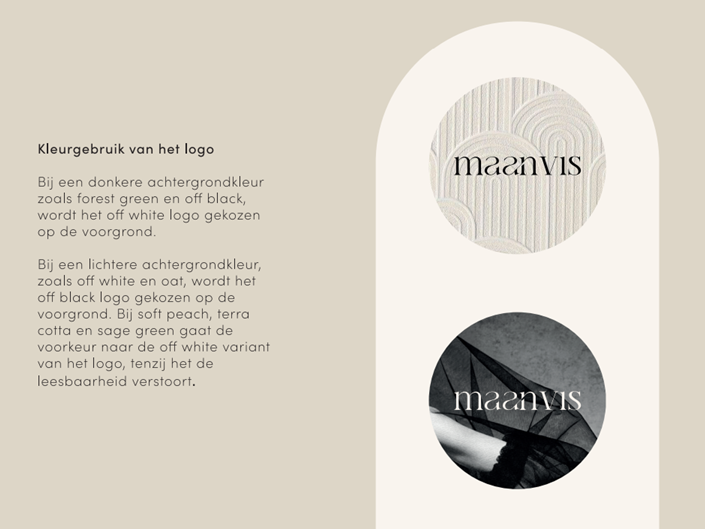 Kleurgebruik van het logo
Bij een donkere achtergrondkleur
zoals forest green en off black,
wordt het off white logo gekozen
op de voorgrond.
Bij een lichtere achtergrondkleur,
zoals off white en oat, wordt het
off black logo gekozen op de
voorgrond. Bij soft peach, terra
cotta en sage green gaat de
voorkeur naar de off white variant
van het logo, tenzij het de
leesbaarheid verstoort.
maanvis
maanvis